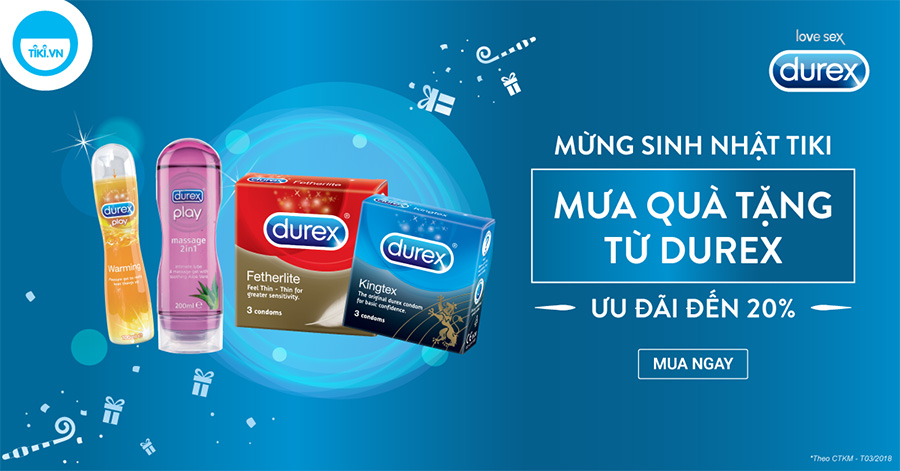 TIKI.VN
love sex
durex
MỪNG SINH NHẬT TIKI
MƯA QUÀ TẶNG
TỪ DUREX
ƯU ĐÃI ĐẾN 20%
MUA NGAY
durex
play
Warming
durex
play
massage
2in1
200ml
Fetherlite
durex
Fetherlite
Feel Thin – Thin for
greater sensitivity.
3 condoms
Kingtex
durex
Kingtex
The original durex condom
for basic confidence.
3 condoms
*Theo CTKM - T03/2018